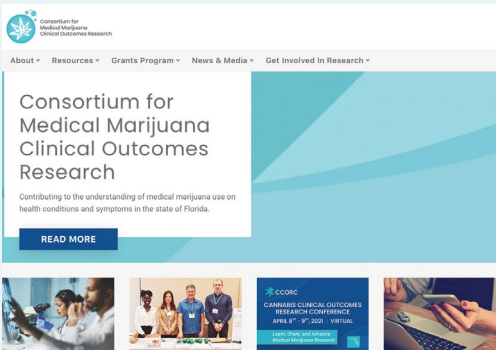 Consortium for
Medical Marijuana
Clinical Outcomes Research
About
Resources
Grants Program
News & Media
Get Involved In Research
Consortium for
Medical Marijuana
Clinical Outcomes
Research
Contributing to the understanding of medical marijuana use on
health conditions and symptoms in the state of Florida.
READ MORE
CCORC
CANNABIS CLINICAL OUTCOMES
RESEARCH CONFERENCE
APRIL 8TH - 9TH, 2021 VIRTUAL
Learn, Share, and Advance
Medical Marijuana Research